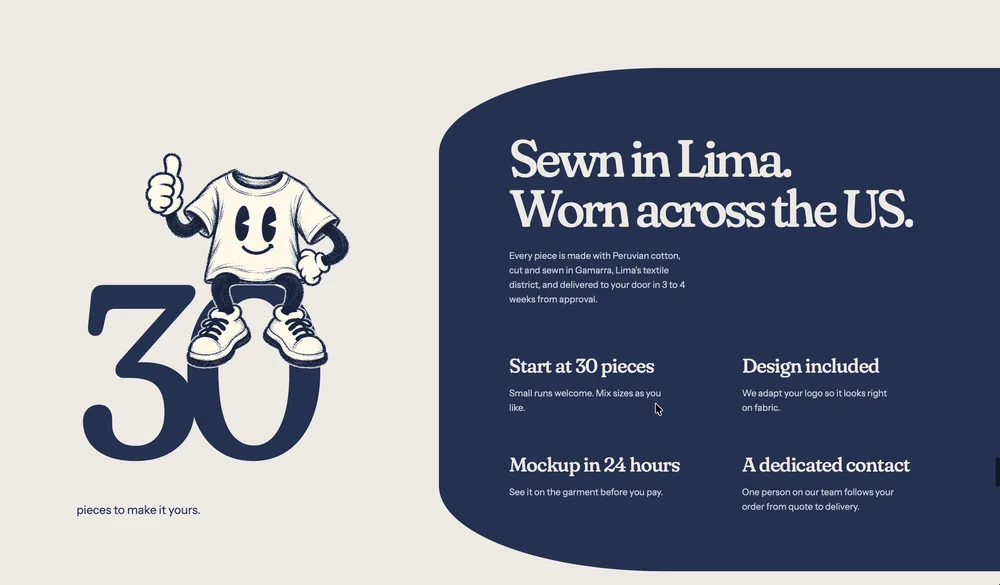 30
pieces to make it yours.
Sewn in Lima.
Worn across the US.
Every piece is made with Peruvian cotton,
cut and sewn in Gamarra, Lima's textile
district, and delivered to your door in 3 to 4
weeks from approval.
Start at 30 pieces
Small runs welcome. Mix sizes as you
like.
Design included
We adapt your logo so it looks right
on fabric.
Mockup in 24 hours
See it on the garment before you pay.
A dedicated contact
One person on our team follows your
order from quote to delivery.